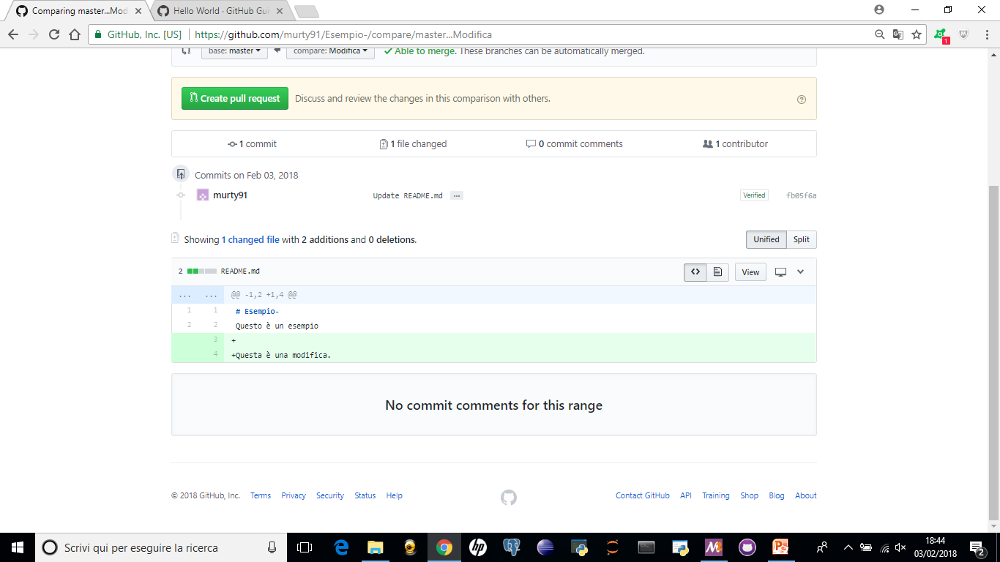 Comparing master...Mod
Hello World · GitHub Gui
GitHub, Inc. [US] https://github.com/murty91/Esempio-/compare/master...Modifica
1
base: master compare: Modifica Able to merge. These branches can be automatically merged.
Create pull request Discuss and review the changes in this comparison with others.
1 commit 1 file changed 0 commit comments 1 contributor
Commits on Feb 03, 2018
murty91 Update README.md … Verified fb05f6a
Showing 1 changed file with 2 additions and 0 deletions. Unified Split
2 README.md <> View
... ... @@ -1,2 +1,4 @@
1 1 # Esempio-
2 2 Questo è un esempio
3 +
4 +Questa è una modifica.
No commit comments for this range
© 2018 GitHub, Inc. Terms Privacy Security Status Help Contact GitHub API Training Shop Blog About
Scrivi qui per eseguire la ricerca
18:44
03/02/2018
2